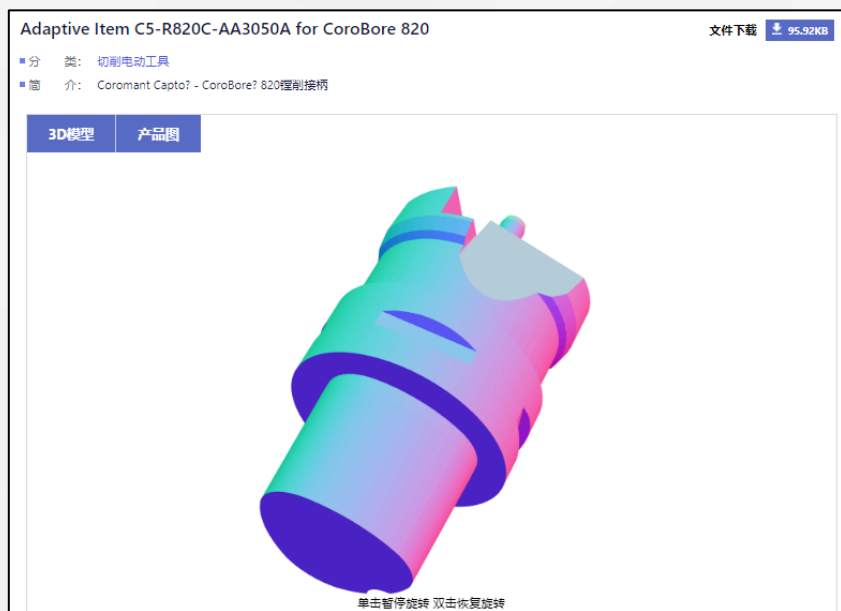 Adaptive Item C5-R820C-AA3050A for CoroBore 820
文件下载 95.92KB
分 类： 切削电动工具
简 介： Coromant Capto? - CoroBore? 820镗削接柄
3D模型 产品图
单击暂停旋转 双击恢复旋转